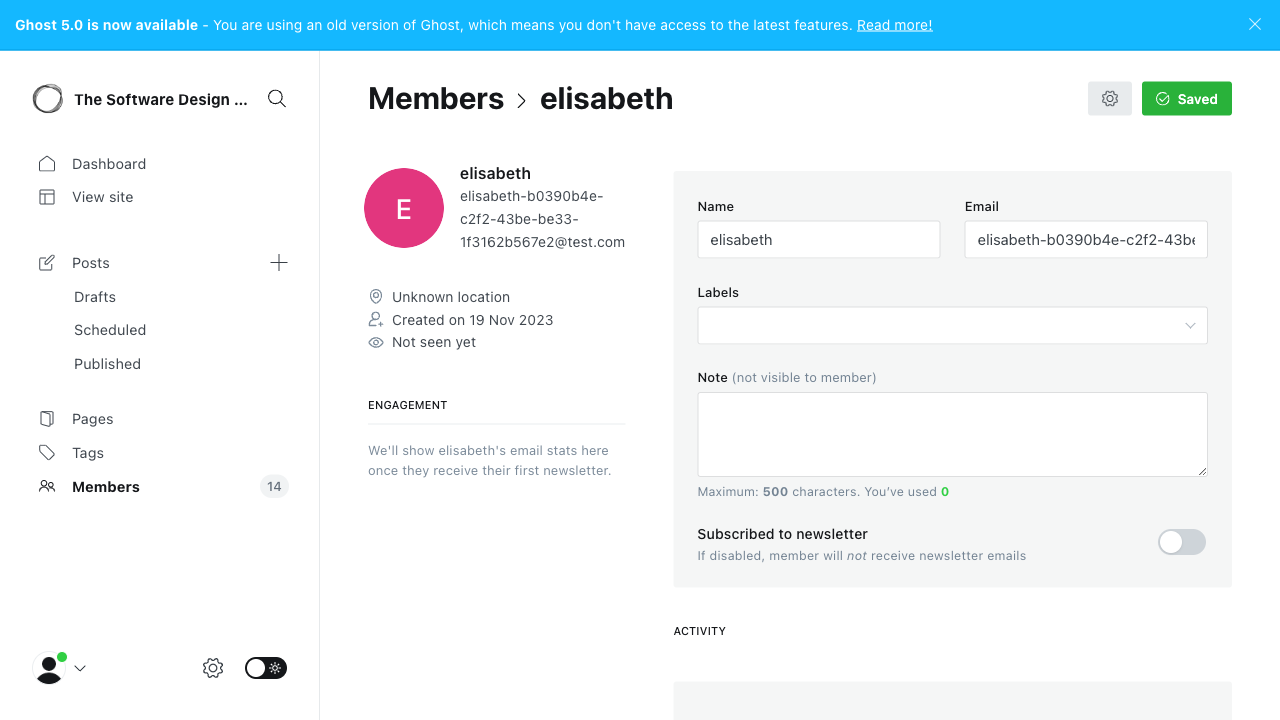 Ghost 5.0 is now available - You are using an old version of Ghost, which means you don't have access to the latest features. Read more!
The Software Design ...
Dashboard
View site
Posts
Drafts
Scheduled
Published
Pages
Tags
Members 14
Members > elisabeth
Saved
E
elisabeth
elisabeth-b0390b4e-
c2f2-43be-be33-
1f3162b567e2@test.com
Unknown location
Created on 19 Nov 2023
Not seen yet
ENGAGEMENT
We'll show elisabeth's email stats here
once they receive their first newsletter.
Name
elisabeth
Email
elisabeth-b0390b4e-c2f2-43be
Labels
Note (not visible to member)
Maximum: 500 characters. You've used 0
Subscribed to newsletter
If disabled, member will not receive newsletter emails
ACTIVITY